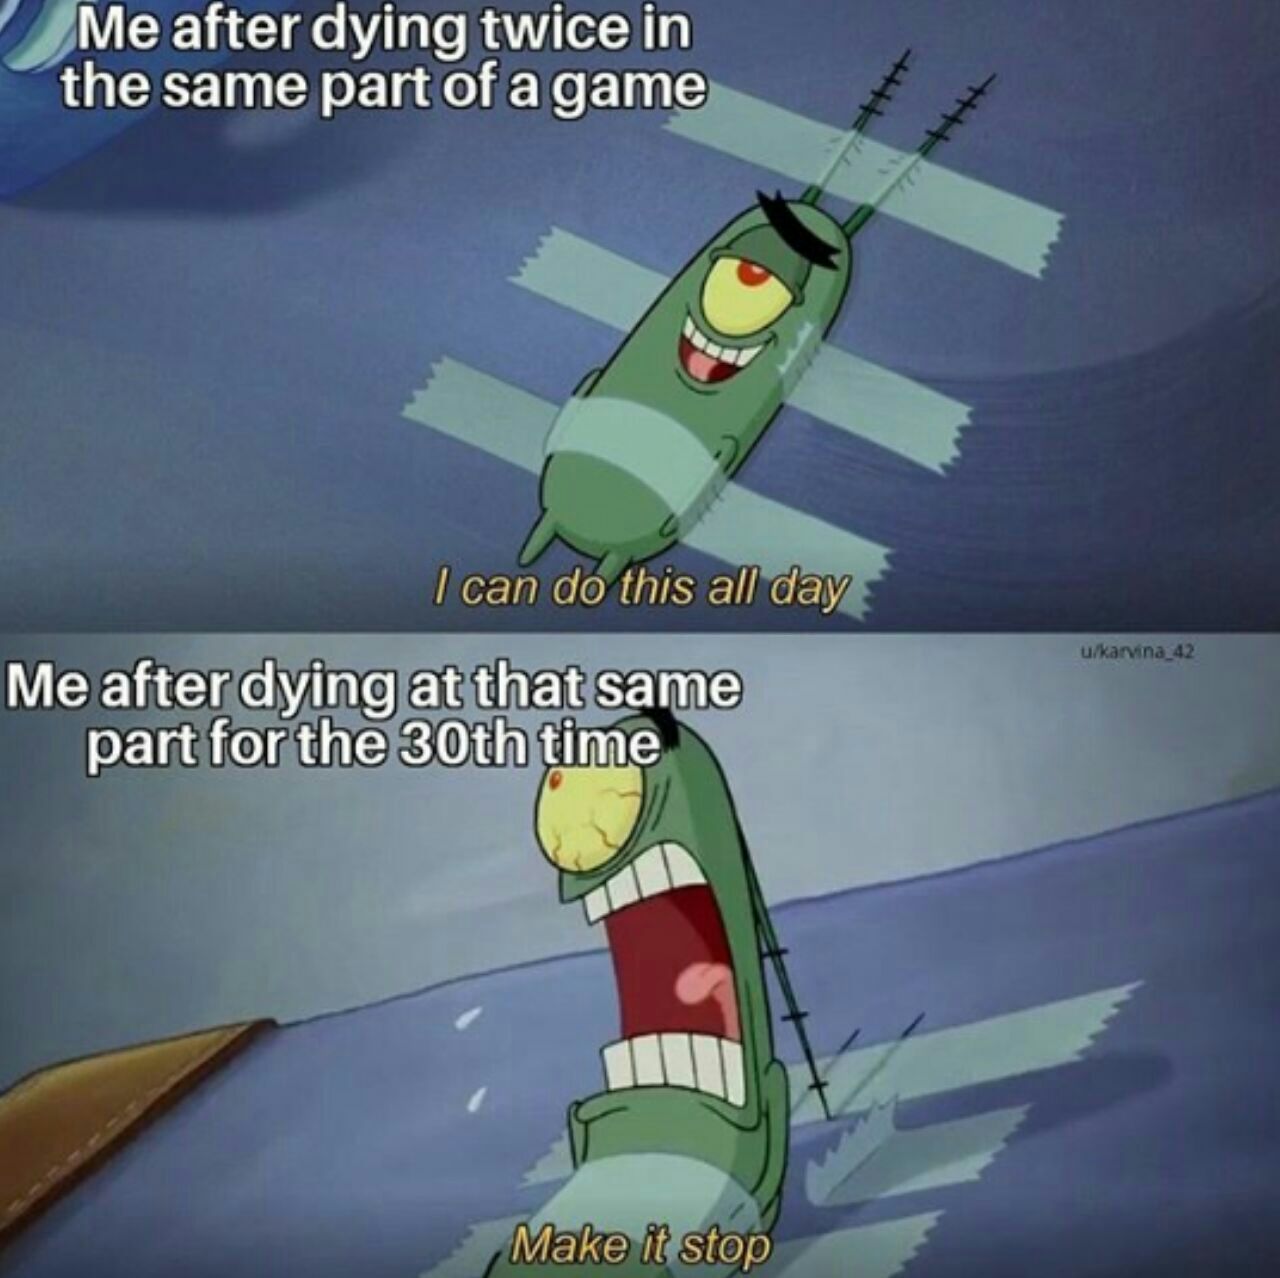 Me after dying twice in
the same part of a game
I can do this all day
u/karvina_42
Me after dying at that same
part for the 30th time
Make it stop